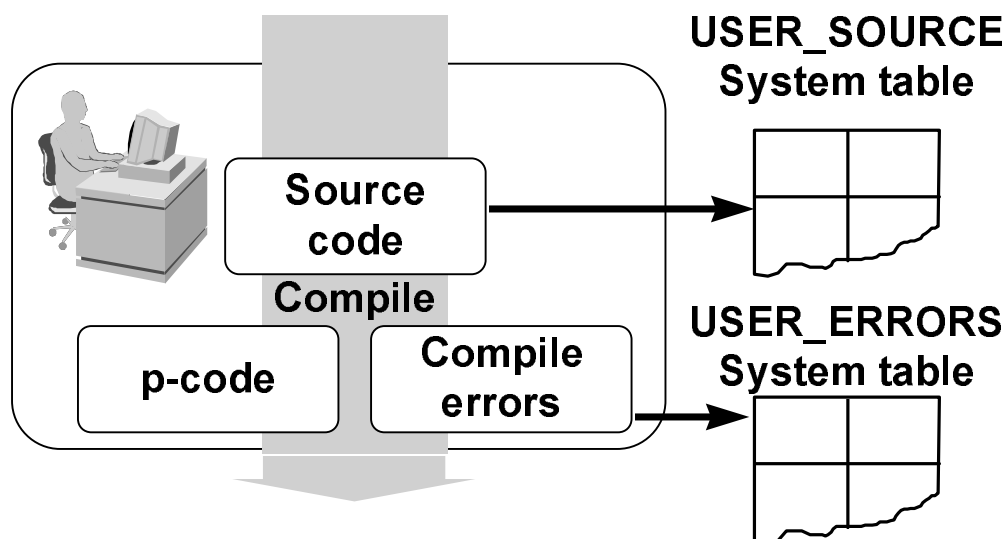 USER_SOURCE
System table
Source
code
Compile
p-code
Compile
errors
USER_ERRORS
System table